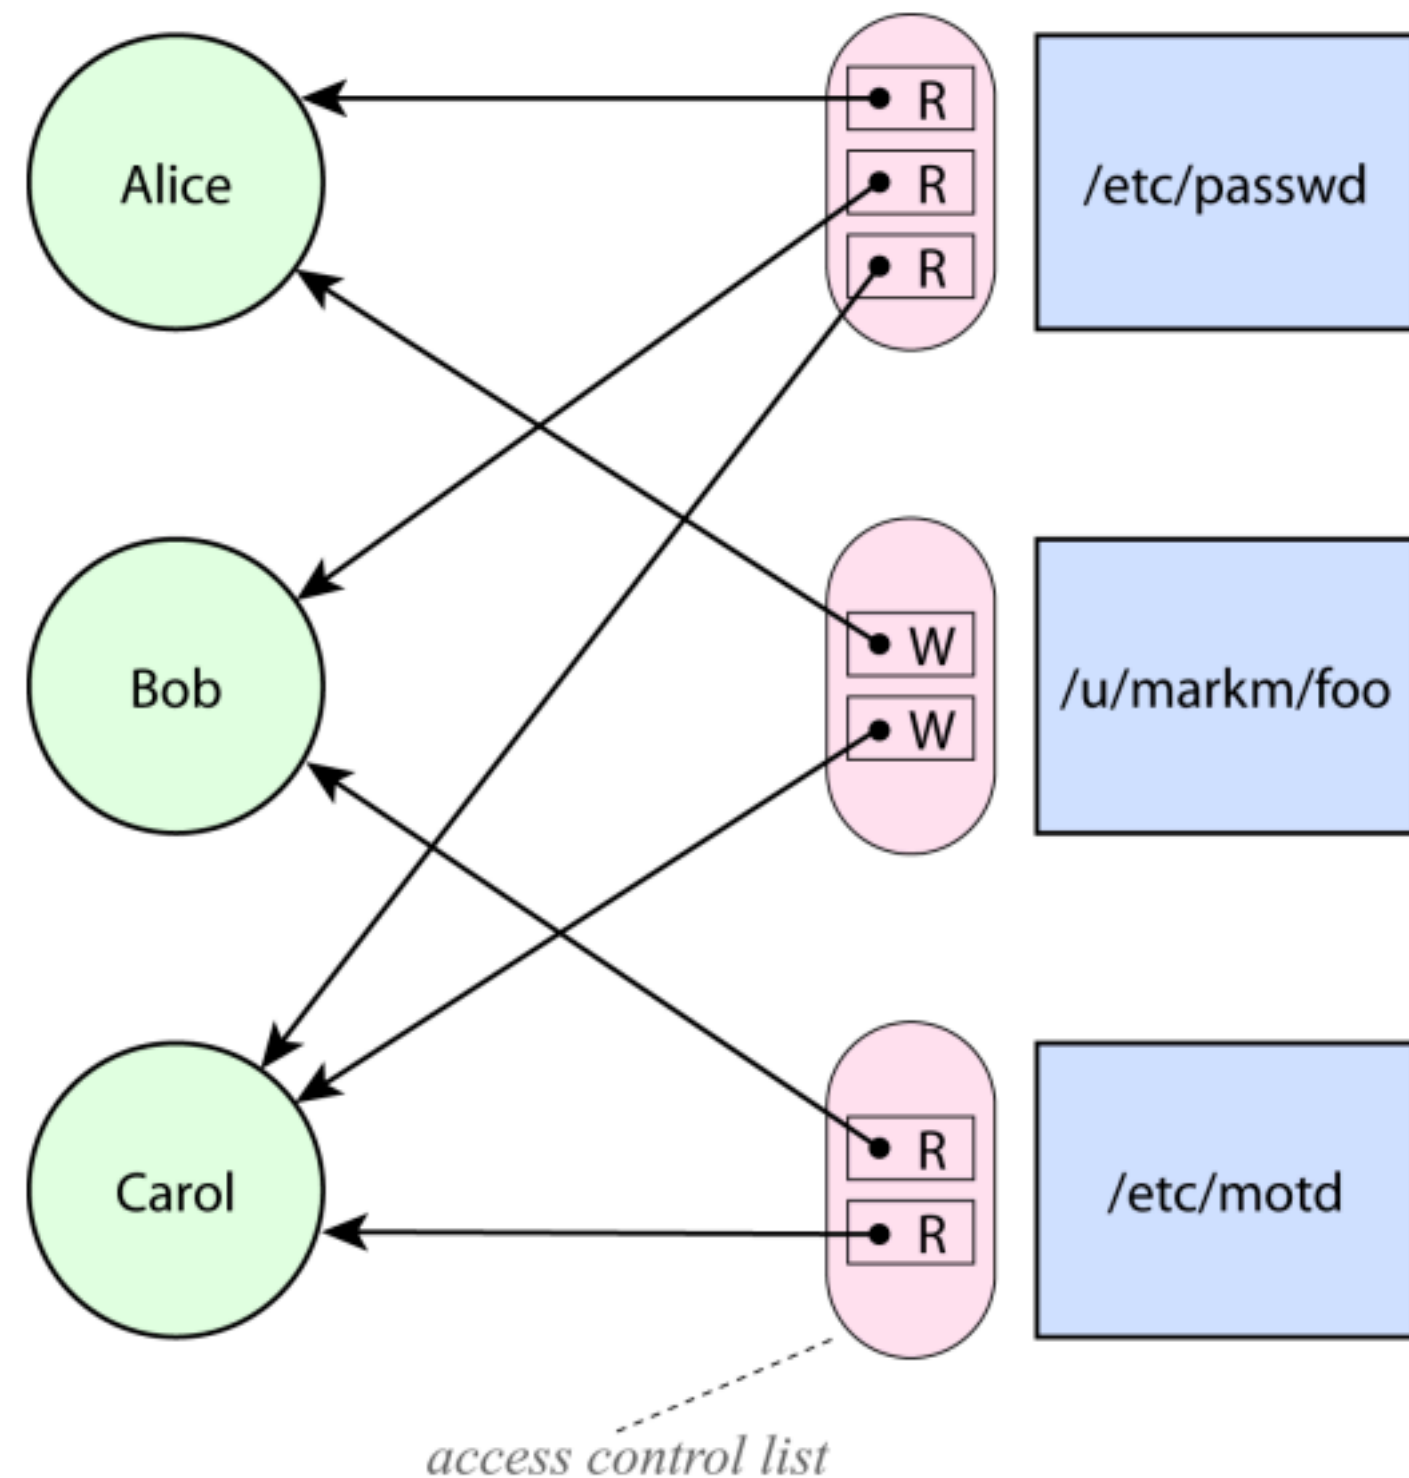 Alice
R
R
R
/etc/passwd
Bob
W
W
/u/markm/foo
Carol
R
R
/etc/motd
access control list